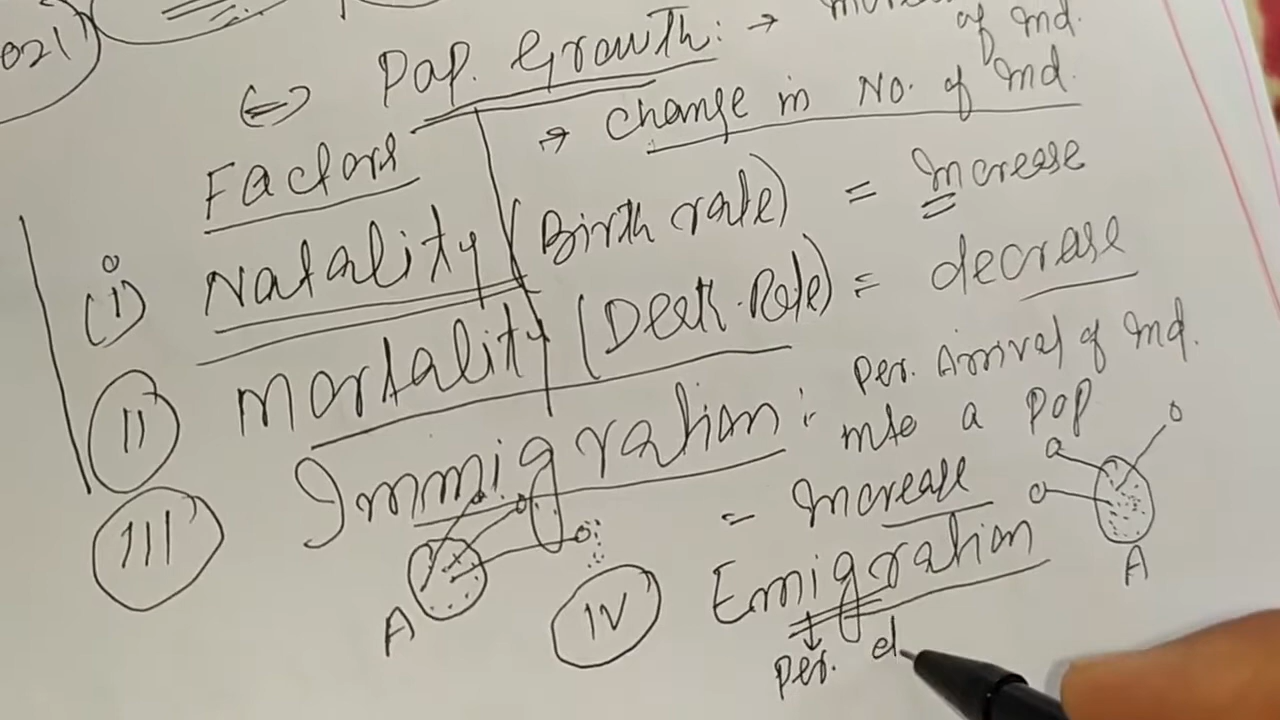 021
⇔ Pop. Growth: →
of ind.
Factors → Change in No. of ind.
(i) Natality (Birth rate) = Increase
II Mortality (Death Rate) = decrease
III Immigration: Per. Arrival of ind.
into a Pop
= Increase
A
IV Emigration
A
Per. d